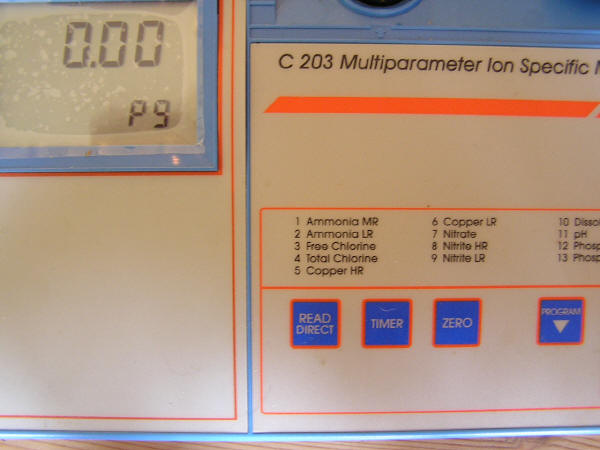 0.00
P9
C 203 Multiparameter Ion Specific
1 Ammonia MR
2 Ammonia LR
3 Free Chlorine
4 Total Chlorine
5 Copper HR
6 Copper LR
7 Nitrate
8 Nitrite HR
9 Nitrite LR
10
11 pH
12
13
READ DIRECT
TIMER
ZERO
PROGRAM